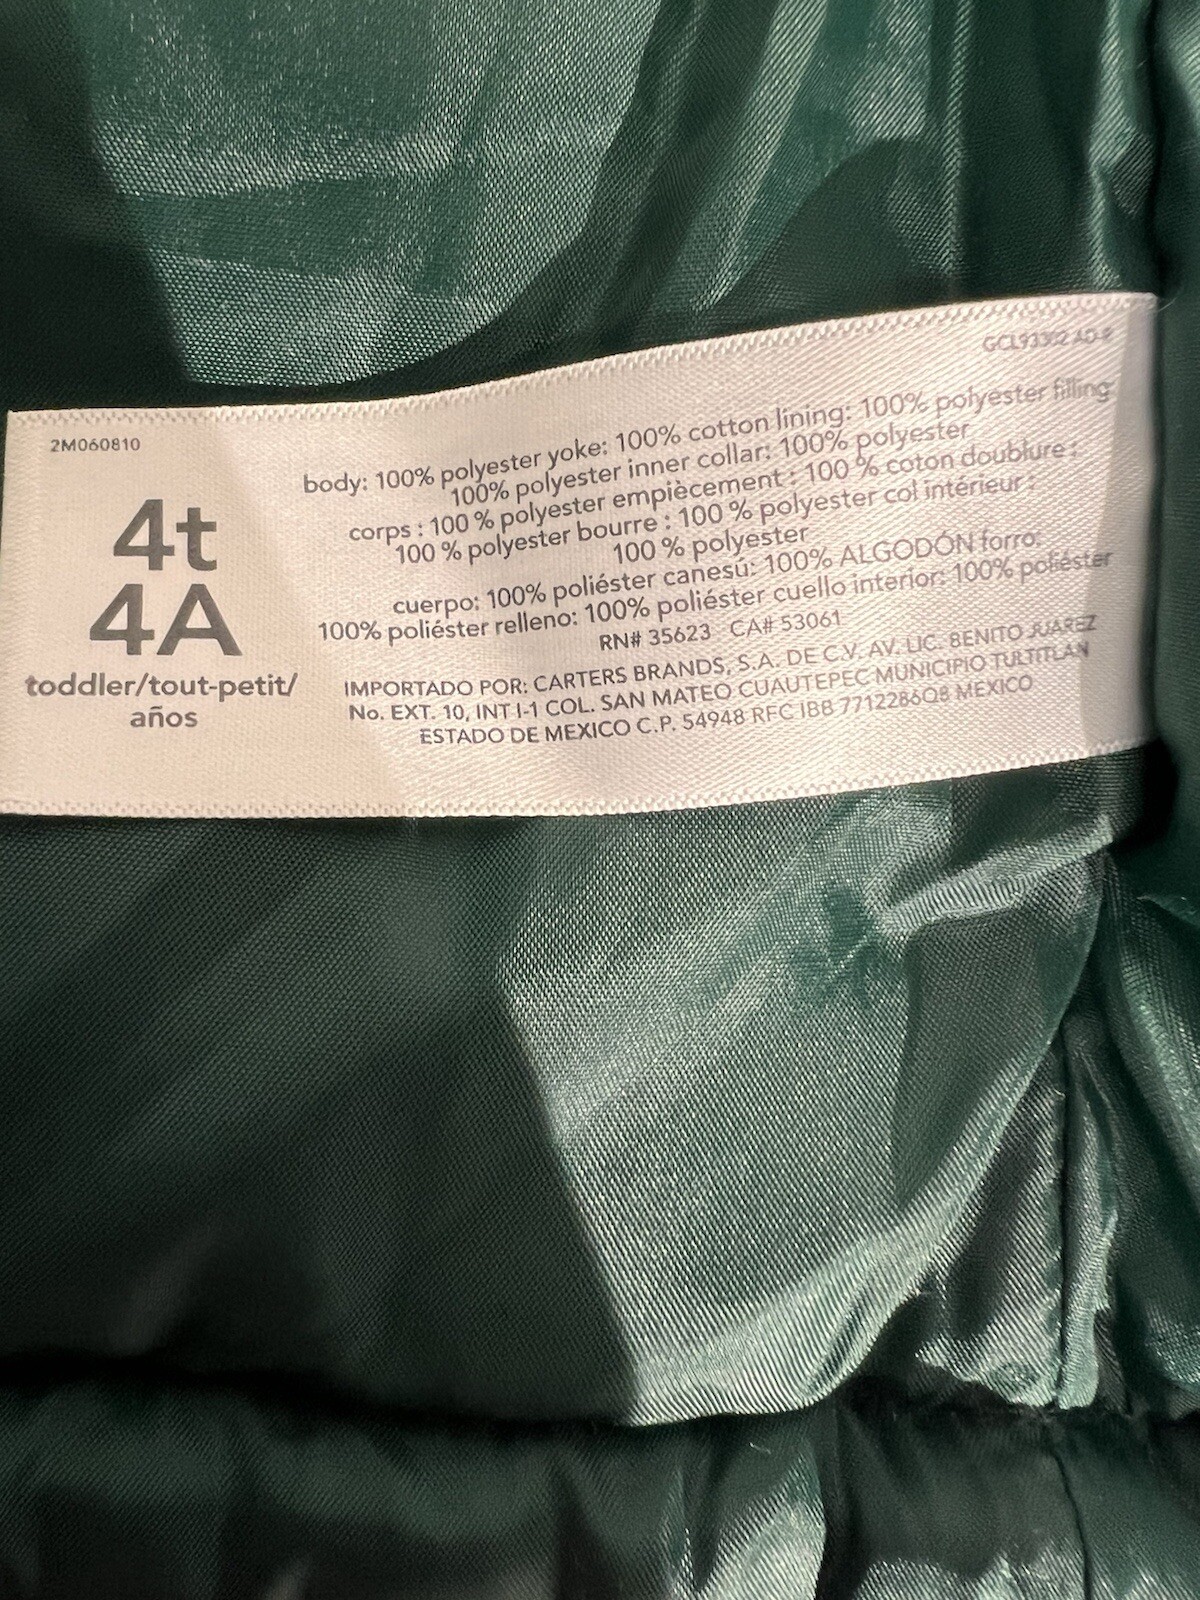 2M060810
4t
4A
toddler/tout-petit/
años
body: 100% polyester yoke: 100% cotton lining: 100% polyester filling:
100% polyester inner collar: 100% polyester
corps : 100 % polyester empiècement : 100 % coton doublure :
100 % polyester bourre : 100 % polyester col intérieur :
100 % polyester
cuerpo: 100% poliéster canesú: 100% ALGODÓN forro:
100% poliéster relleno: 100% poliéster cuello interior: 100% poliéster
RN# 35623 CA# 53061
IMPORTADO POR: CARTERS BRANDS, S.A. DE C.V. AV. LIC. BENITO JUAREZ
No. EXT. 10, INT I-1 COL. SAN MATEO CUAUTEPEC MUNICIPIO TULTITLAN
ESTADO DE MEXICO C.P. 54948 RFC IBB 7712286Q8 MEXICO